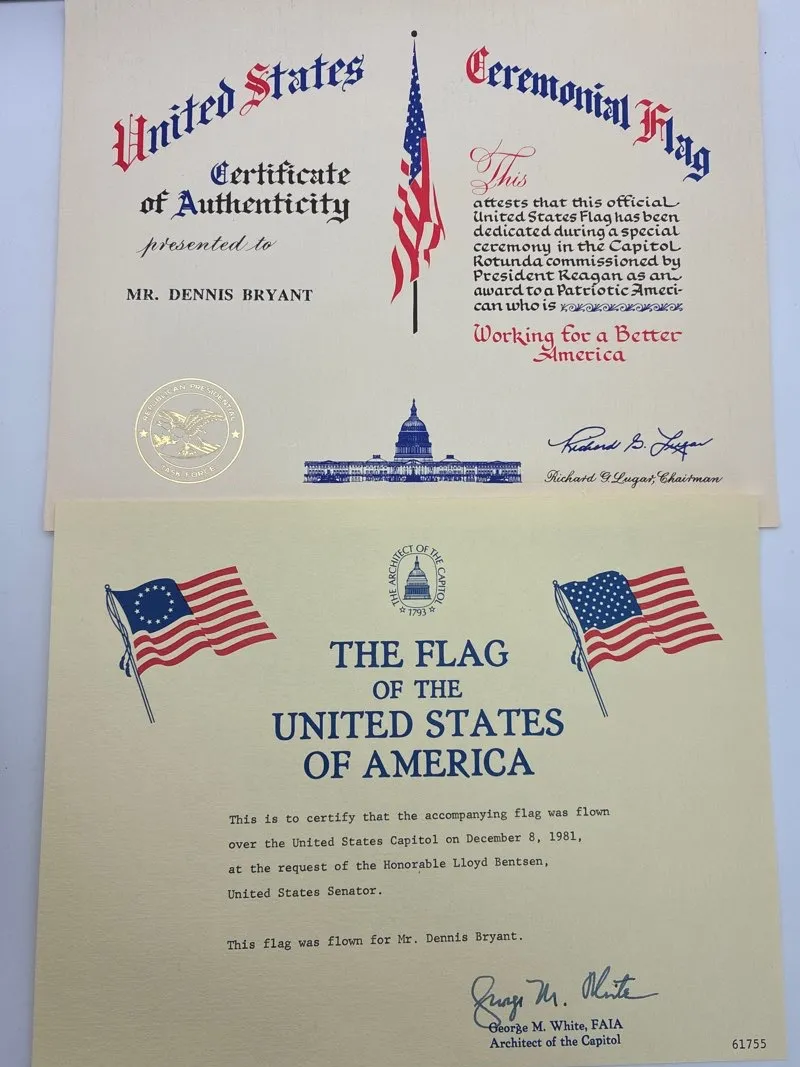 United States
Ceremonial Flag
Certificate
of Authenticity
presented to
MR. DENNIS BRYANT
This
attests that this official
United States Flag has been
dedicated during a special
ceremony in the Capitol
Rotunda commissioned by
President Reagan as an
award to a Patriotic Ameri-
can who is
Working for a Better
America
REPUBLICAN PRESIDENTIAL
TASK FORCE
Richard G. Lugar
Richard G. Lugar, Chairman
THE ARCHITECT OF THE CAPITOL
1793
THE FLAG
OF THE
UNITED STATES
OF AMERICA
This is to certify that the accompanying flag was flown
over the United States Capitol on December 8, 1981,
at the request of the Honorable Lloyd Bentsen,
United States Senator.
This flag was flown for Mr. Dennis Bryant.
George M. White
George M. White, FAIA
Architect of the Capitol
61755